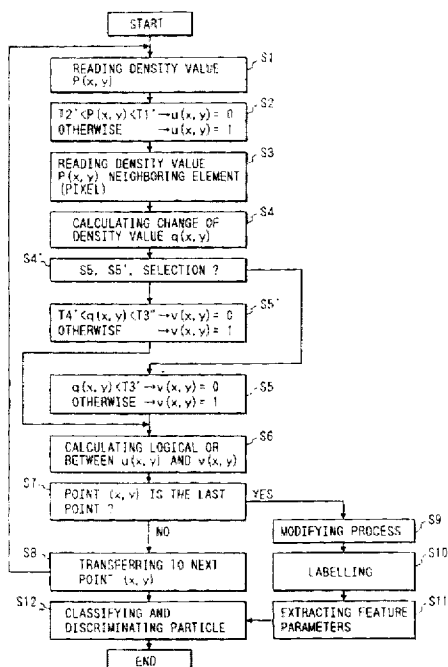 START
READING DENSITY VALUE
P(x, y)
S1
T2'<P(x, y)<T1'→u(x, y)= 0
OTHERWISE →u(x, y)= 1
S2
READING DENSITY VALUE
P(x, y) NEIGHBORING ELEMENT
(PIXEL)
S3
CALCULATING CHANGE OF
DENSITY VALUE q(x, y)
S4
S4'
S5, S5', SELECTION ?
T4'<q(x, y)<T3"→v(x, y)= 0
OTHERWISE →v(x, y)= 1
S5'
q(x, y)<T3'→v(x, y)= 0
OTHERWISE →v(x, y)= 1
S5
CALCULATING LOGICAL OR
BETWEEN u(x, y) AND v(x, y)
S6
S7
POINT (x, y) IS THE LAST
POINT ?
YES
NO
MODIFYING PROCESS
S9
S8
TRANSFERRING TO NEXT
POINT (x, y)
LABELLING
S10
S12
CLASSIFYING AND
DISCRIMINATING PARTICLE
EXTRACTING FEATURE
PARAMETERS
S11
END